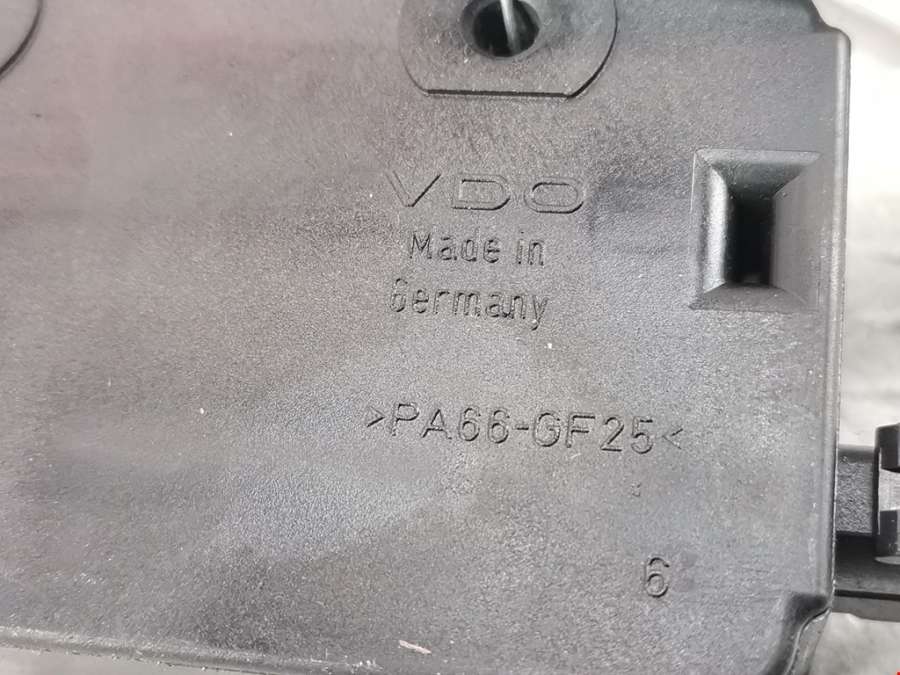 VDO
Made in
Germany
>PA66-GF25<
6